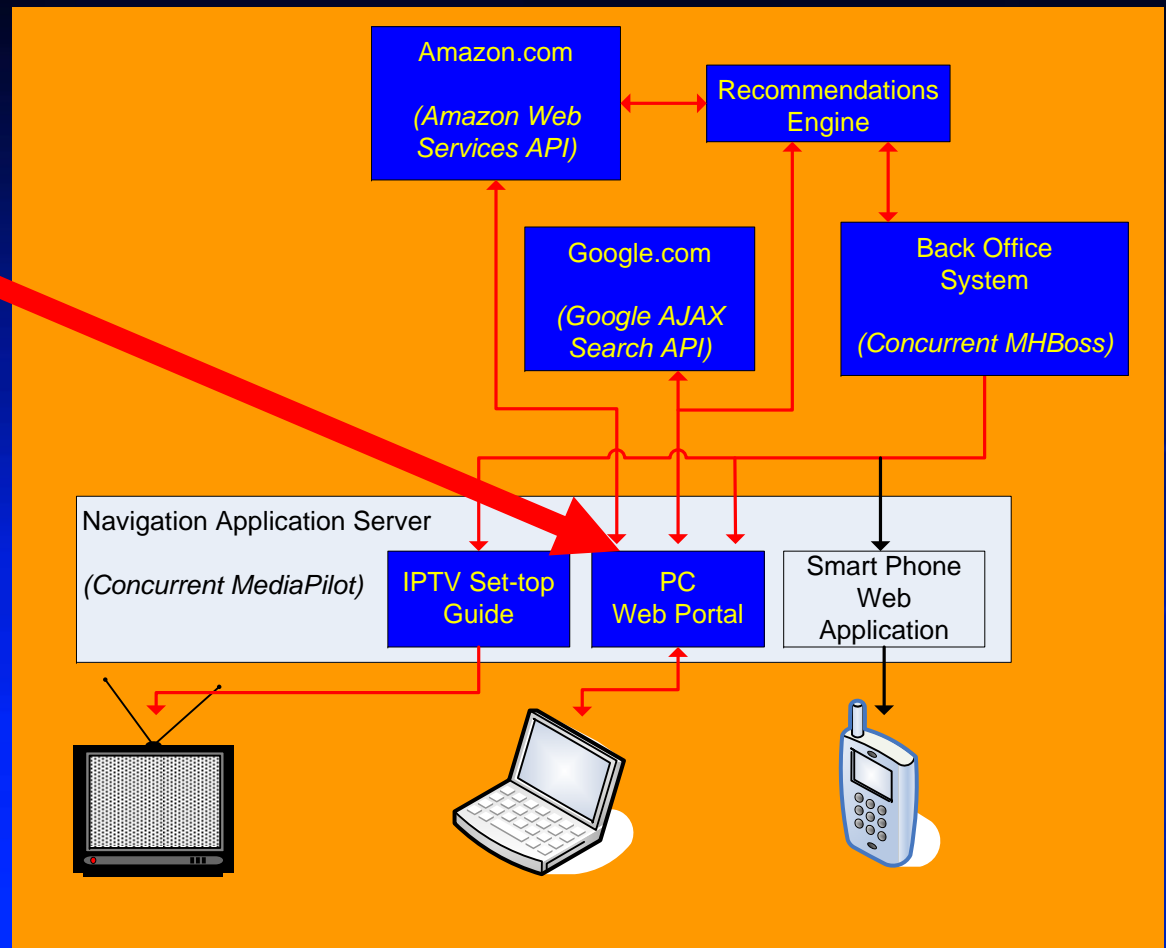 Amazon.com
(Amazon Web
Services API)
Recommendations
Engine
Google.com
(Google AJAX
Search API)
Back Office
System
(Concurrent MHBoss)
Navigation Application Server
(Concurrent MediaPilot)
IPTV Set-top
Guide
PC
Web Portal
Smart Phone
Web
Application